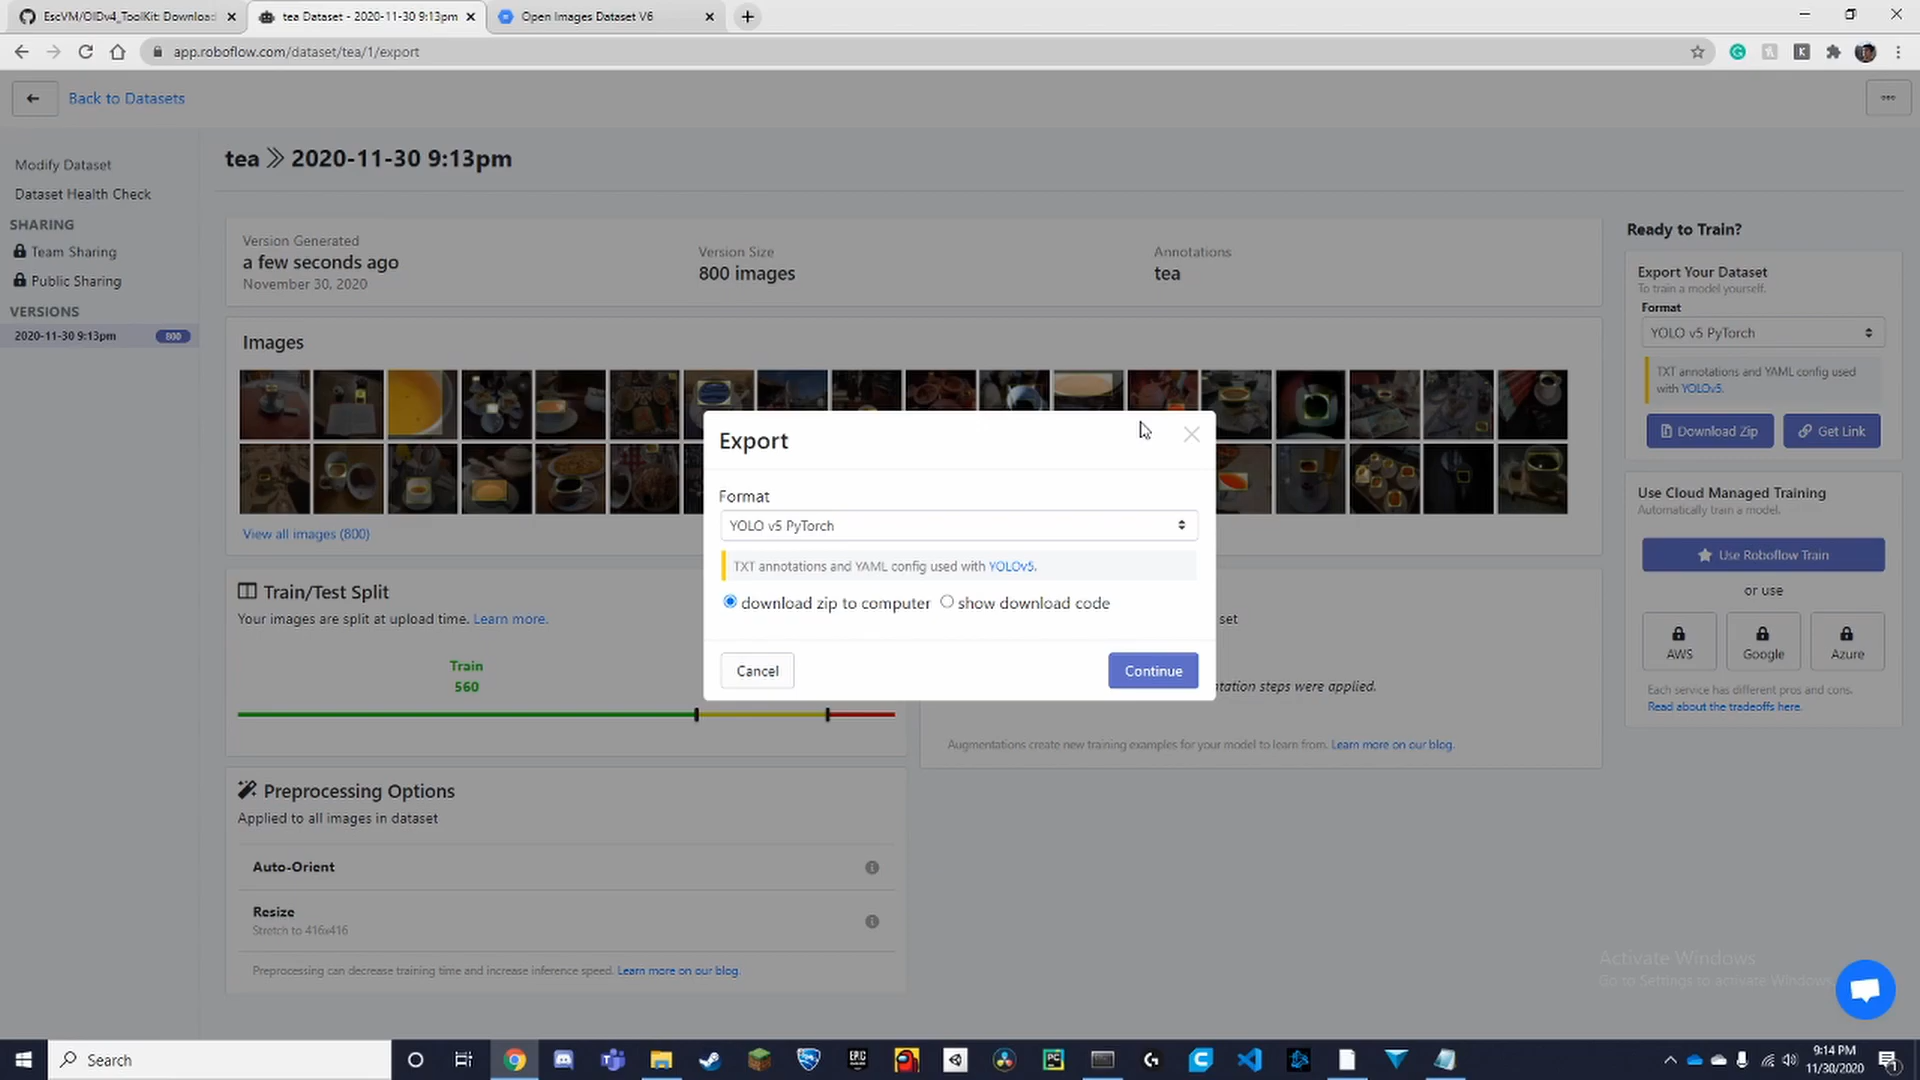 EscVM/OIDv4_ToolKit: Download
tea Dataset - 2020-11-30 9:13pm
Open Images Dataset V6
app.roboflow.com/dataset/tea/1/export
Back to Datasets
Modify Dataset
Dataset Health Check
SHARING
Team Sharing
Public Sharing
VERSIONS
2020-11-30 9:13pm 800
tea >> 2020-11-30 9:13pm
Version Generated
a few seconds ago
November 30, 2020
Version Size
800 images
Annotations
tea
Images
View all images (800)
Train/Test Split
Your images are split at upload time. Learn more.
Train
560
Preprocessing Options
Applied to all images in dataset
Auto-Orient
Resize
Stretch to 416x416
Preprocessing can decrease training time and increase inference speed. Learn more on our blog.
Export
Format
YOLO v5 PyTorch
TXT annotations and YAML config used with YOLOv5.
download zip to computer
show download code
Cancel
Continue
set
tation steps were applied.
Augmentations create new training examples for your model to learn from. Learn more on our blog.
Ready to Train?
Export Your Dataset
To train a model yourself.
Format
YOLO v5 PyTorch
TXT annotations and YAML config used
with YOLOv5.
Download Zip
Get Link
Use Cloud Managed Training
Automatically train a model.
Use Roboflow Train
or use
AWS
Google
Azure
Each service has different pros and cons.
Read about the tradeoffs here.
Activate Windows
Go to Settings to activate Windows.
Search
EPIC
PC
9:14 PM
11/30/2020
1